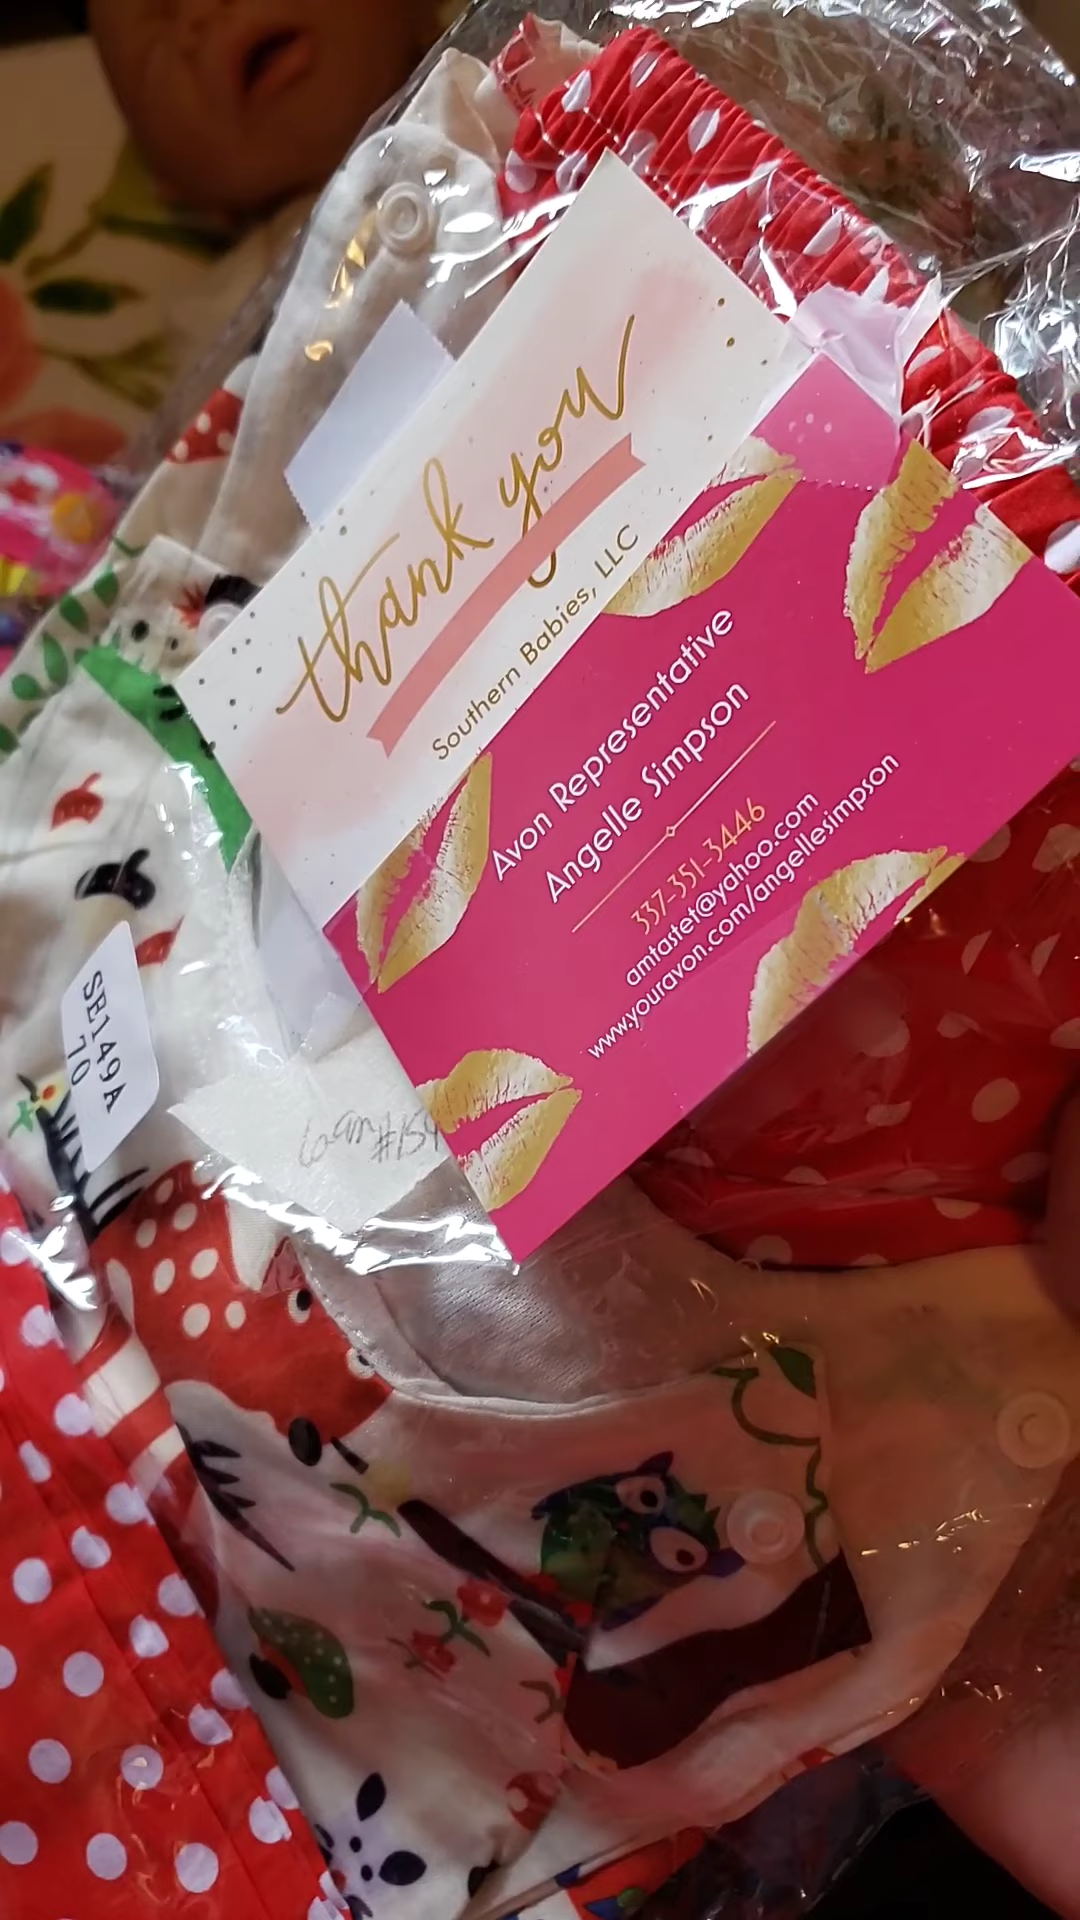 thank you
Southern Babies, LLC
Avon Representative
Angelle Simpson
337-351-3446
amtastet@yahoo.com
www.youravon.com/angellesimpson
SE149A
70